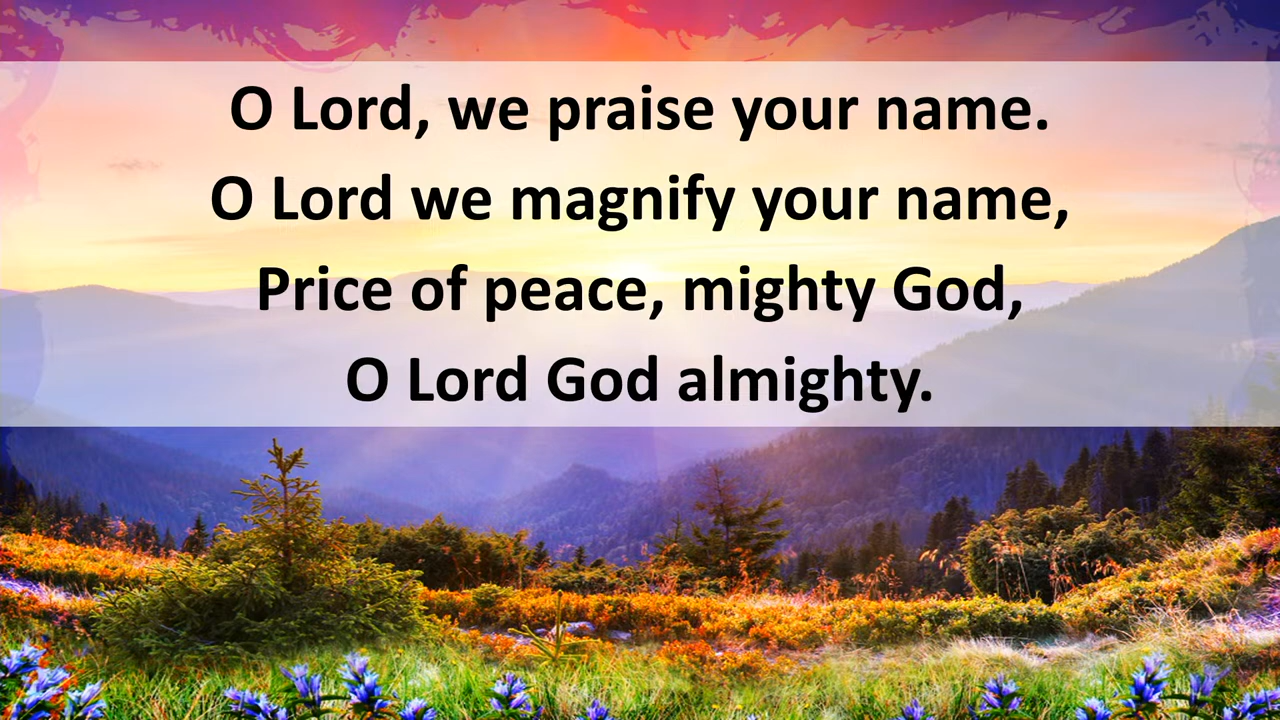 O Lord, we praise your name.
O Lord we magnify your name,
Price of peace, mighty God,
O Lord God almighty.